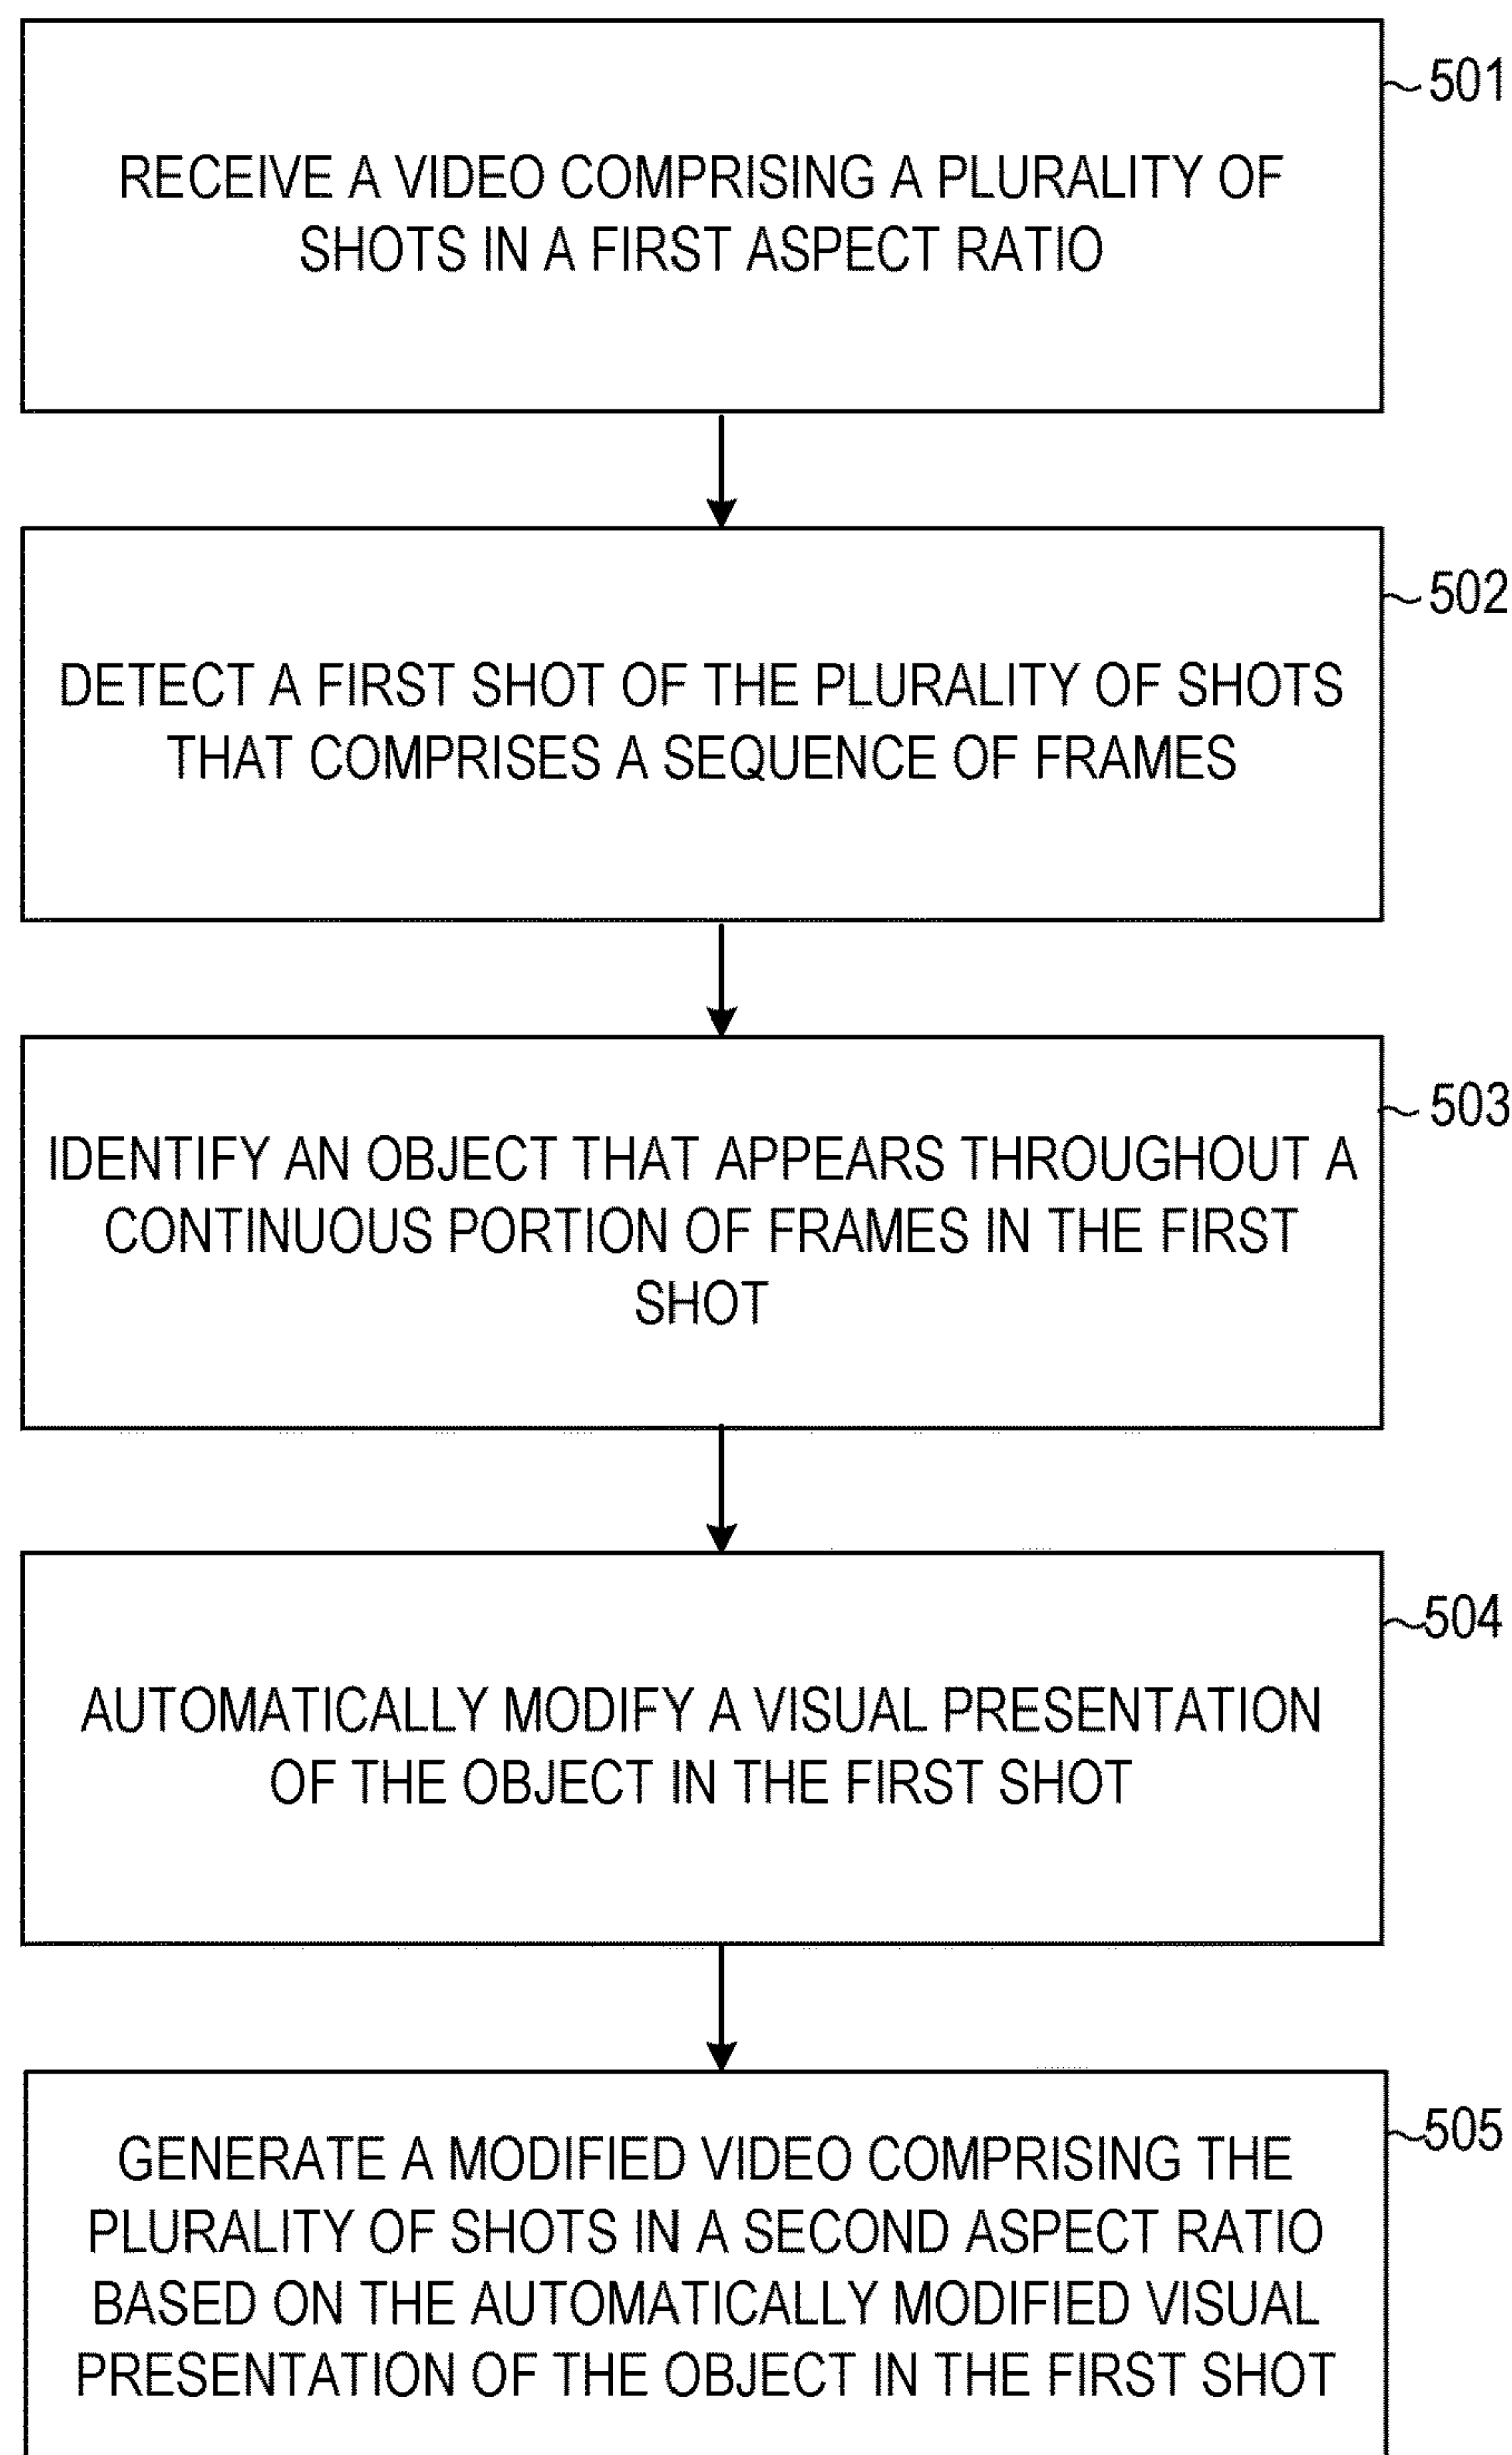 501
RECEIVE A VIDEO COMPRISING A PLURALITY OF
SHOTS IN A FIRST ASPECT RATIO
502
DETECT A FIRST SHOT OF THE PLURALITY OF SHOTS
THAT COMPRISES A SEQUENCE OF FRAMES
503
IDENTIFY AN OBJECT THAT APPEARS THROUGHOUT A
CONTINUOUS PORTION OF FRAMES IN THE FIRST
SHOT
504
AUTOMATICALLY MODIFY A VISUAL PRESENTATION
OF THE OBJECT IN THE FIRST SHOT
505
GENERATE A MODIFIED VIDEO COMPRISING THE
PLURALITY OF SHOTS IN A SECOND ASPECT RATIO
BASED ON THE AUTOMATICALLY MODIFIED VISUAL
PRESENTATION OF THE OBJECT IN THE FIRST SHOT